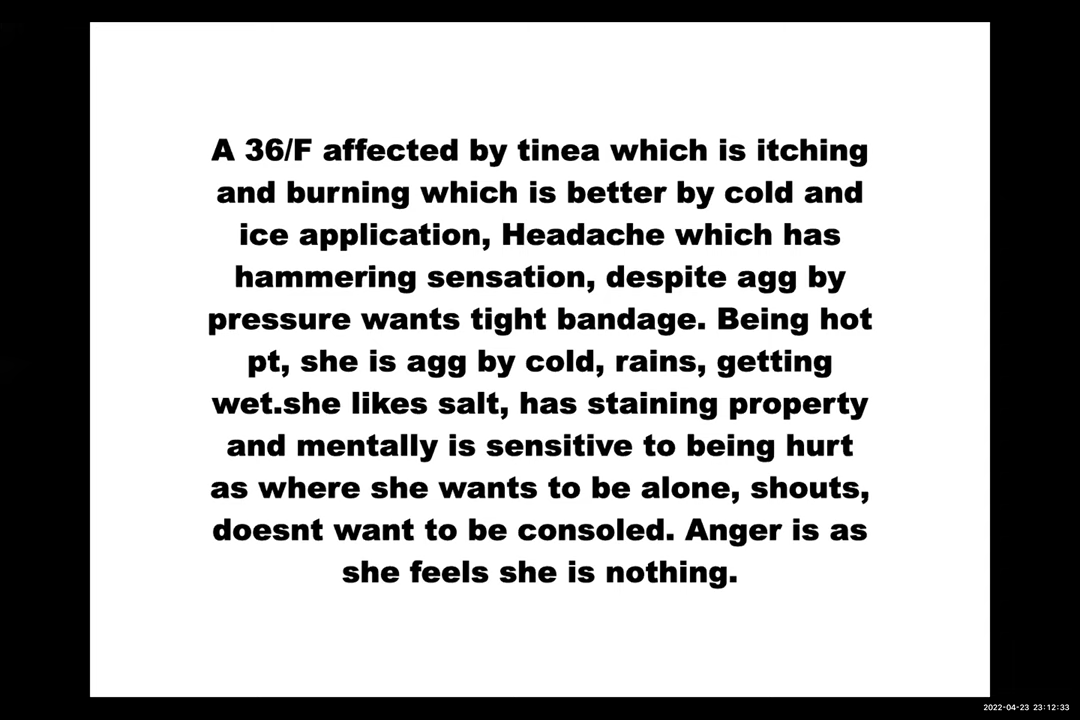 A 36/F affected by tinea which is itching
and burning which is better by cold and
ice application, Headache which has
hammering sensation, despite agg by
pressure wants tight bandage. Being hot
pt, she is agg by cold, rains, getting
wet.she likes salt, has staining property
and mentally is sensitive to being hurt
as where she wants to be alone, shouts,
doesnt want to be consoled. Anger is as
she feels she is nothing.
2022-04-23 23:12:33